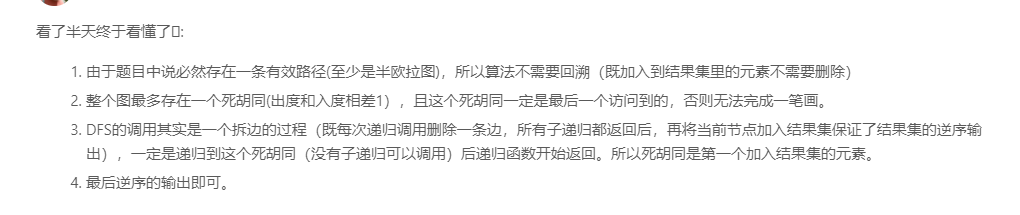 看了半天终于看懂了▯:
1. 由于题目中说必然存在一条有效路径(至少是半欧拉图)，所以算法不需要回溯（既加入到结果集里的元素不需要删除）
2. 整个图最多存在一个死胡同(出度和入度相差1），且这个死胡同一定是最后一个访问到的，否则无法完成一笔画。
3. DFS的调用其实是一个拆边的过程（既每次递归调用删除一条边，所有子递归都返回后，再将当前节点加入结果集保证了结果集的逆序输
出），一定是递归到这个死胡同（没有子递归可以调用）后递归函数开始返回。所以死胡同是第一个加入结果集的元素。
4. 最后逆序的输出即可。